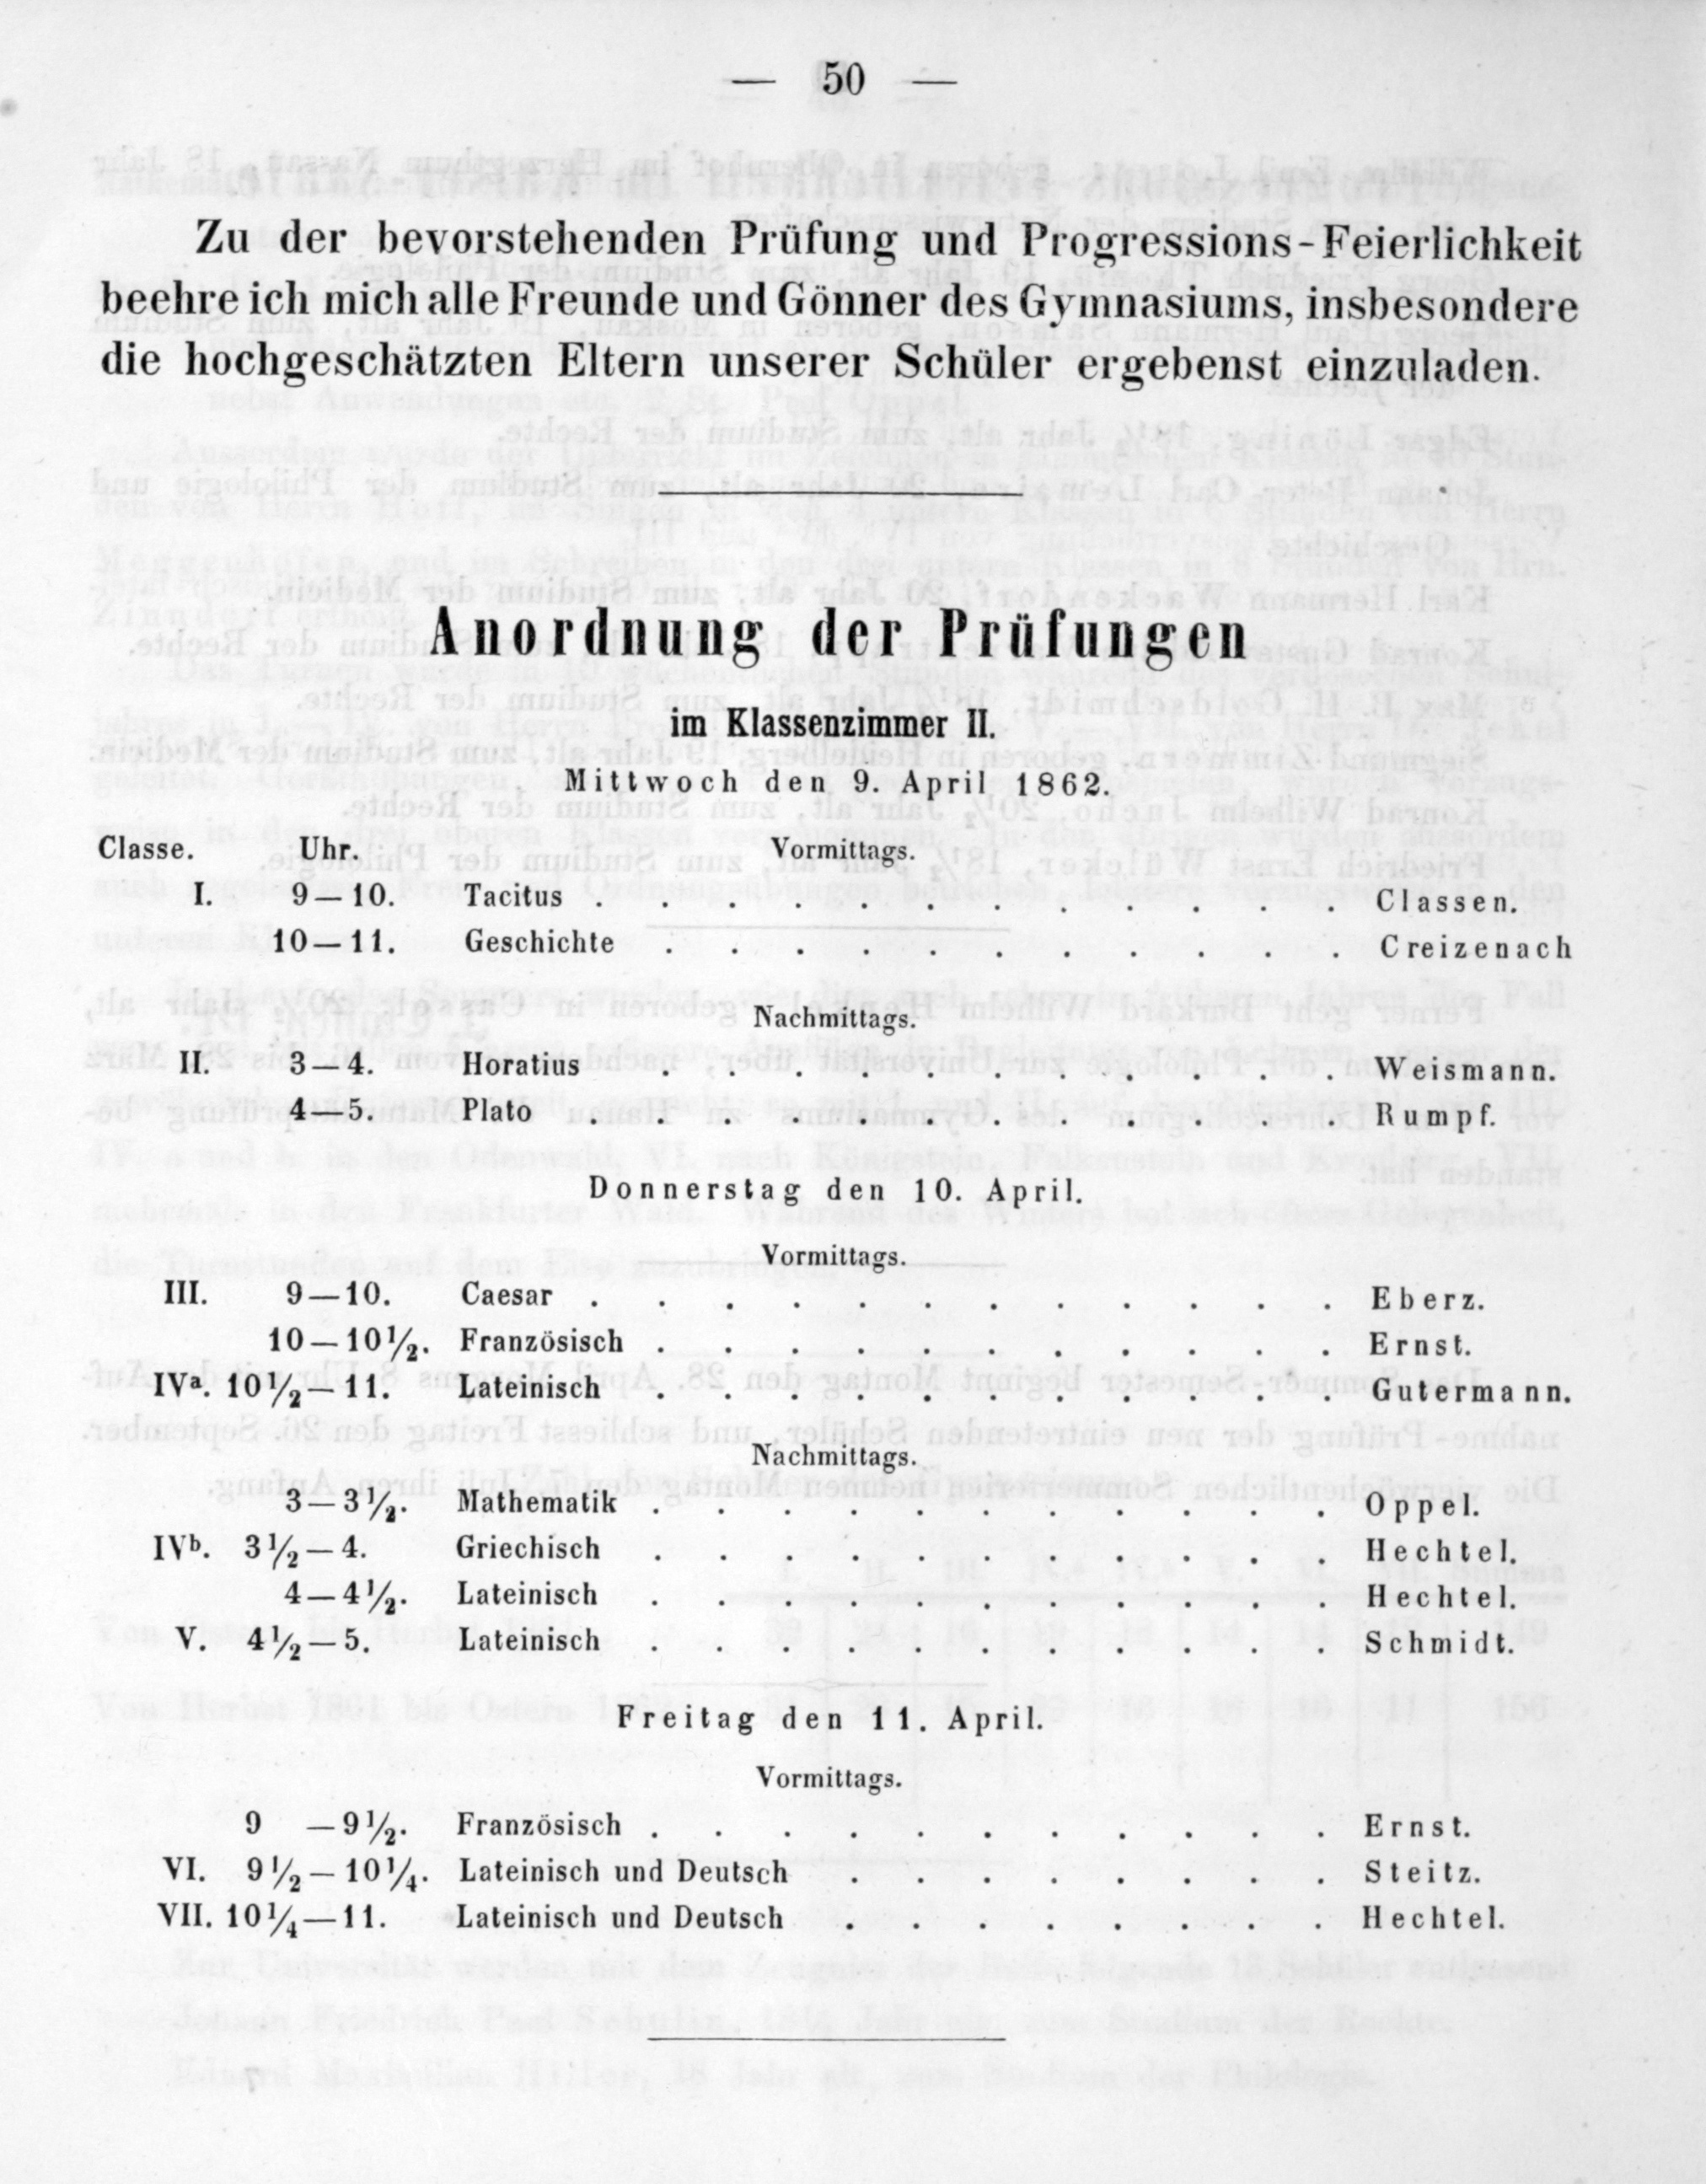 — 50 —
Zu der bevorstehenden Prüfung und Progressions-Feierlichkeit
beehre ich mich alle Freunde und Gönner des Gymnasiums, insbesondere
die hochgeschätzten Eltern unserer Schüler ergebenst einzuladen.
Anordnung der Prüfungen
im Klassenzimmer II.
Mittwoch den 9. April 1862.
Classe. Uhr. Vormittags.
I. 9—10. Tacitus . . . . . . . . . . . . Classen.
10—11. Geschichte . . . . . . . . . . . Creizenach
Nachmittags.
II. 3—4. Horatius . . . . . . . . . . . Weismann.
4—5. Plato . . . . . . . . . . . . Rumpf.
Donnerstag den 10. April.
Vormittags.
III. 9—10. Caesar . . . . . . . . . . . . Eberz.
10—10½. Französisch . . . . . . . . . . . Ernst.
IVa. 10½—11. Lateinisch . . . . . . . . . . . Gutermann.
Nachmittags.
3—3½. Mathematik . . . . . . . . . . . Oppel.
IVb. 3½—4. Griechisch . . . . . . . . . . . Hechtel.
4—4½. Lateinisch . . . . . . . . . . . Hechtel.
V. 4½—5. Lateinisch . . . . . . . . . . . Schmidt.
Freitag den 11. April.
Vormittags.
9 —9½. Französisch . . . . . . . . . . . Ernst.
VI. 9½—10¼. Lateinisch und Deutsch . . . . . . . . Steitz.
VII. 10¼—11. Lateinisch und Deutsch . . . . . . . . Hechtel.